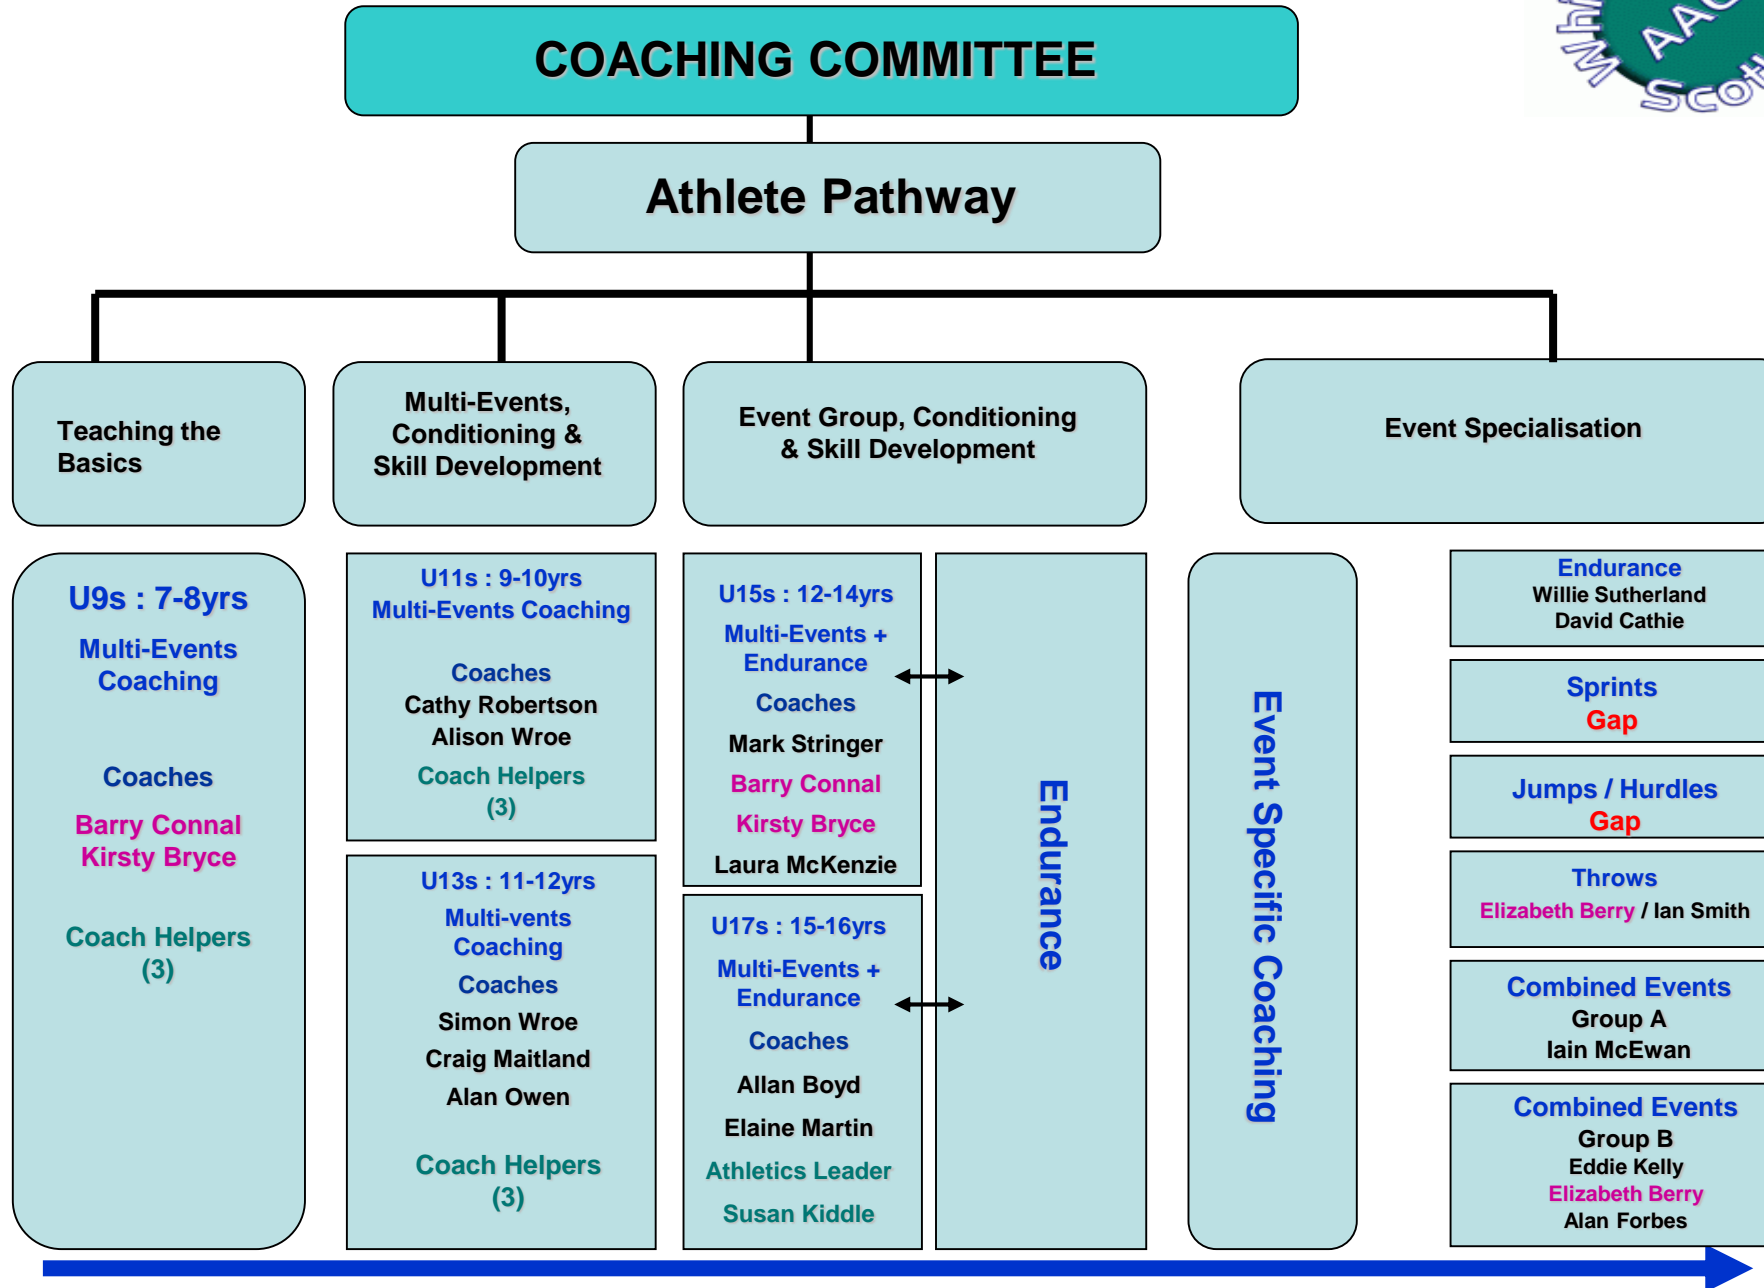 COACHING COMMITTEE
AAC
Scot
Athlete Pathway
Teaching the
Basics
Multi-Events,
Conditioning &
Skill Development
Event Group, Conditioning
& Skill Development
Event Specialisation
U9s : 7-8yrs
Multi-Events
Coaching
Coaches
Barry Connal
Kirsty Bryce
Coach Helpers
(3)
U11s : 9-10yrs
Multi-Events Coaching
Coaches
Cathy Robertson
Alison Wroe
Coach Helpers
(3)
U13s : 11-12yrs
Multi-vents
Coaching
Coaches
Simon Wroe
Craig Maitland
Alan Owen
Coach Helpers
(3)
U15s : 12-14yrs
Multi-Events +
Endurance
Coaches
Mark Stringer
Barry Connal
Kirsty Bryce
Laura McKenzie
U17s : 15-16yrs
Multi-Events +
Endurance
Coaches
Allan Boyd
Elaine Martin
Athletics Leader
Susan Kiddle
Endurance
Event Specific Coaching
Endurance
Willie Sutherland
David Cathie
Sprints
Gap
Jumps / Hurdles
Gap
Throws
Elizabeth Berry / Ian Smith
Combined Events
Group A
Iain McEwan
Combined Events
Group B
Eddie Kelly
Elizabeth Berry
Alan Forbes